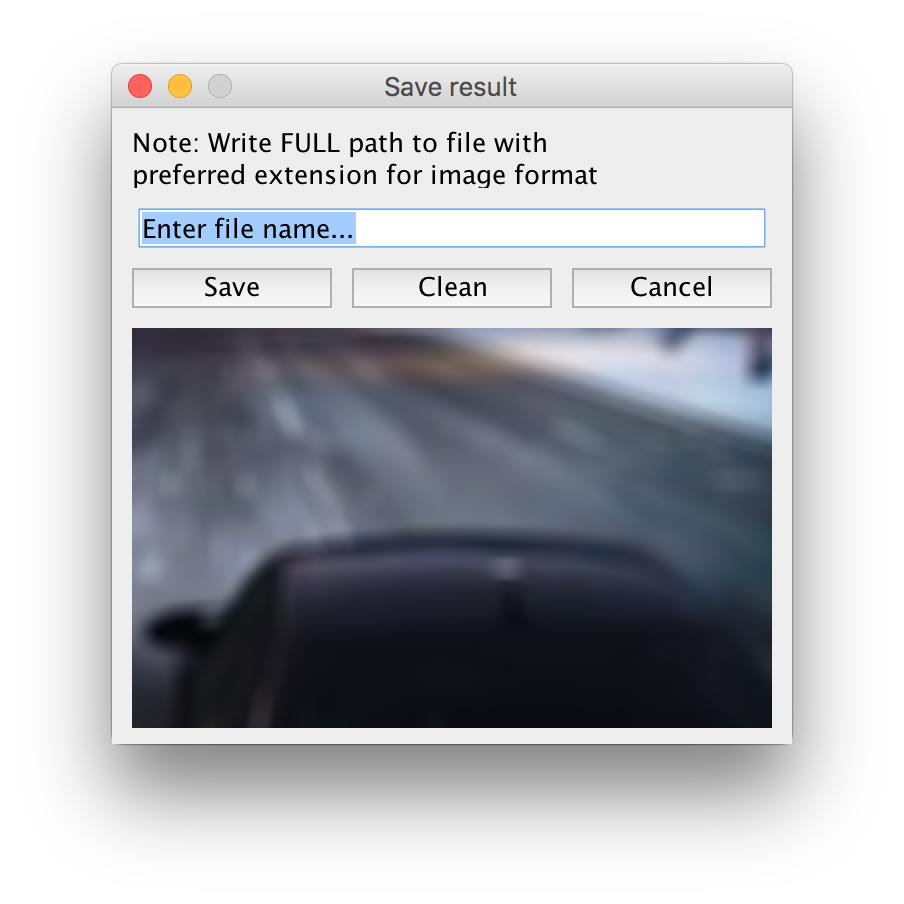 Save result
Note: Write FULL path to file with
preferred extension for image format
Enter file name...
Save Clean Cancel